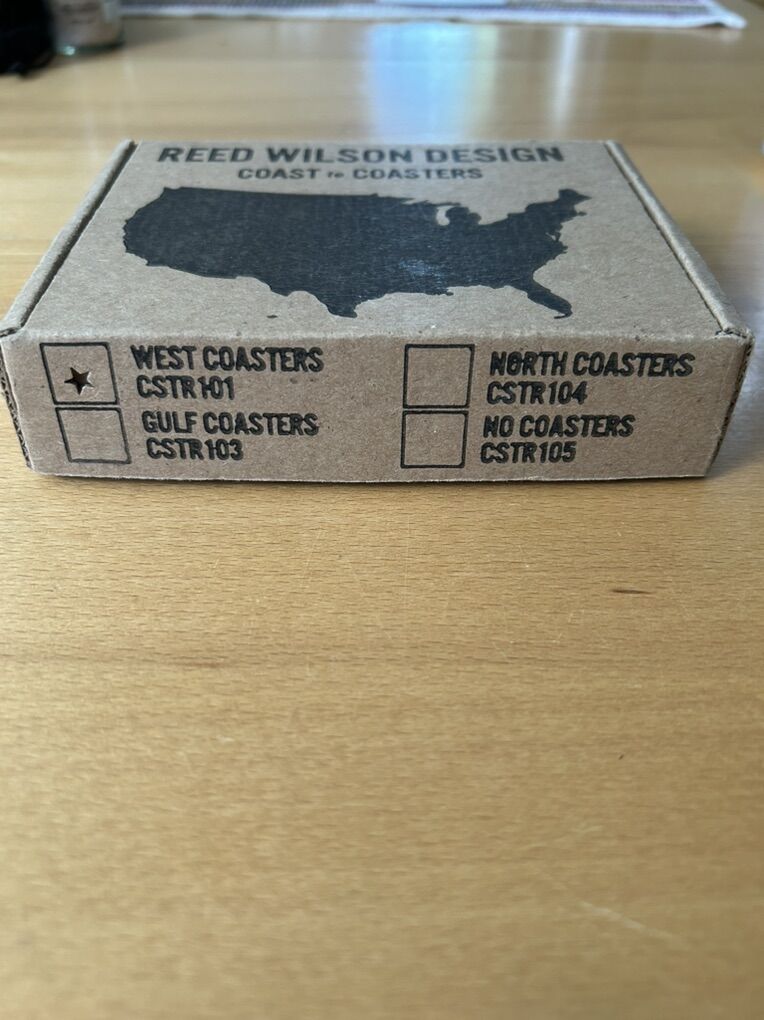 REED WILSON DESIGN
COAST to COASTERS
WEST COASTERS
CSTR101
GULF COASTERS
CSTR103
NORTH COASTERS
CSTR104
NO COASTERS
CSTR105